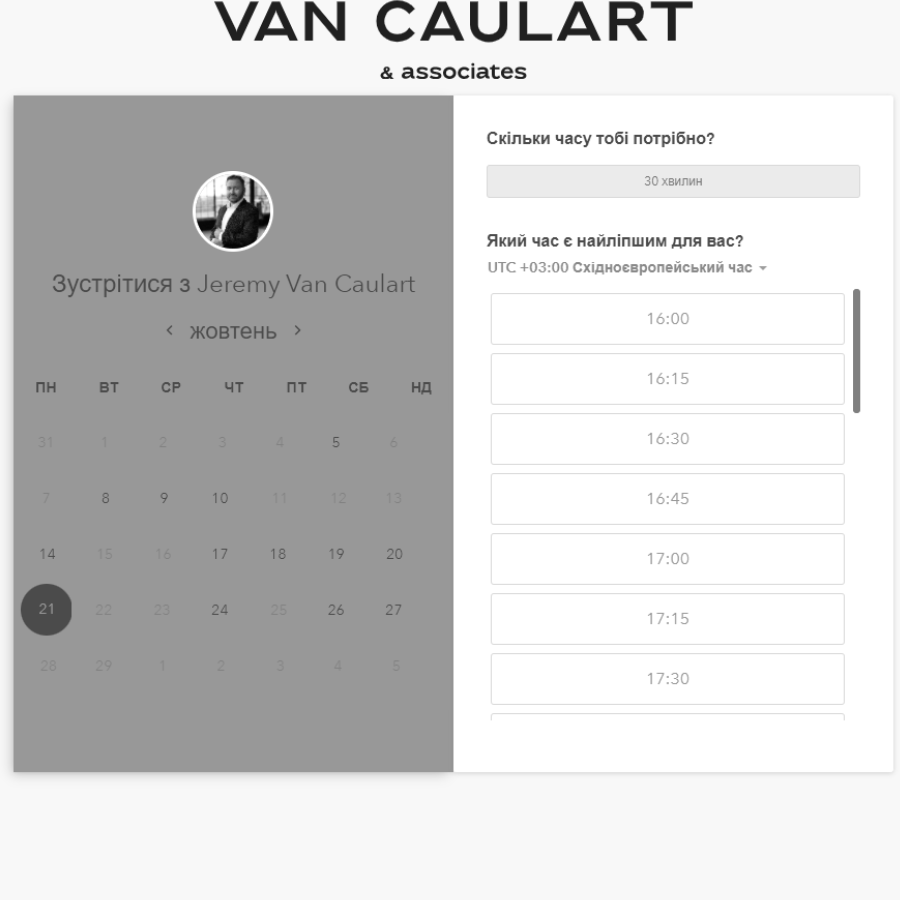 VAN CAULART
& associates
Зустрітися з Jeremy Van Caulart
жовтень
ПН ВТ СР ЧТ ПТ СБ НД
31 1 2 3 4 5 6
7 8 9 10 11 12 13
14 15 16 17 18 19 20
21 22 23 24 25 26 27
28 29 1 2 3 4 5
Скільки часу тобі потрібно?
30 хвилин
Який час є найліпшим для вас?
UTC +03:00 Східноєвропейський час
16:00
16:15
16:30
16:45
17:00
17:15
17:30